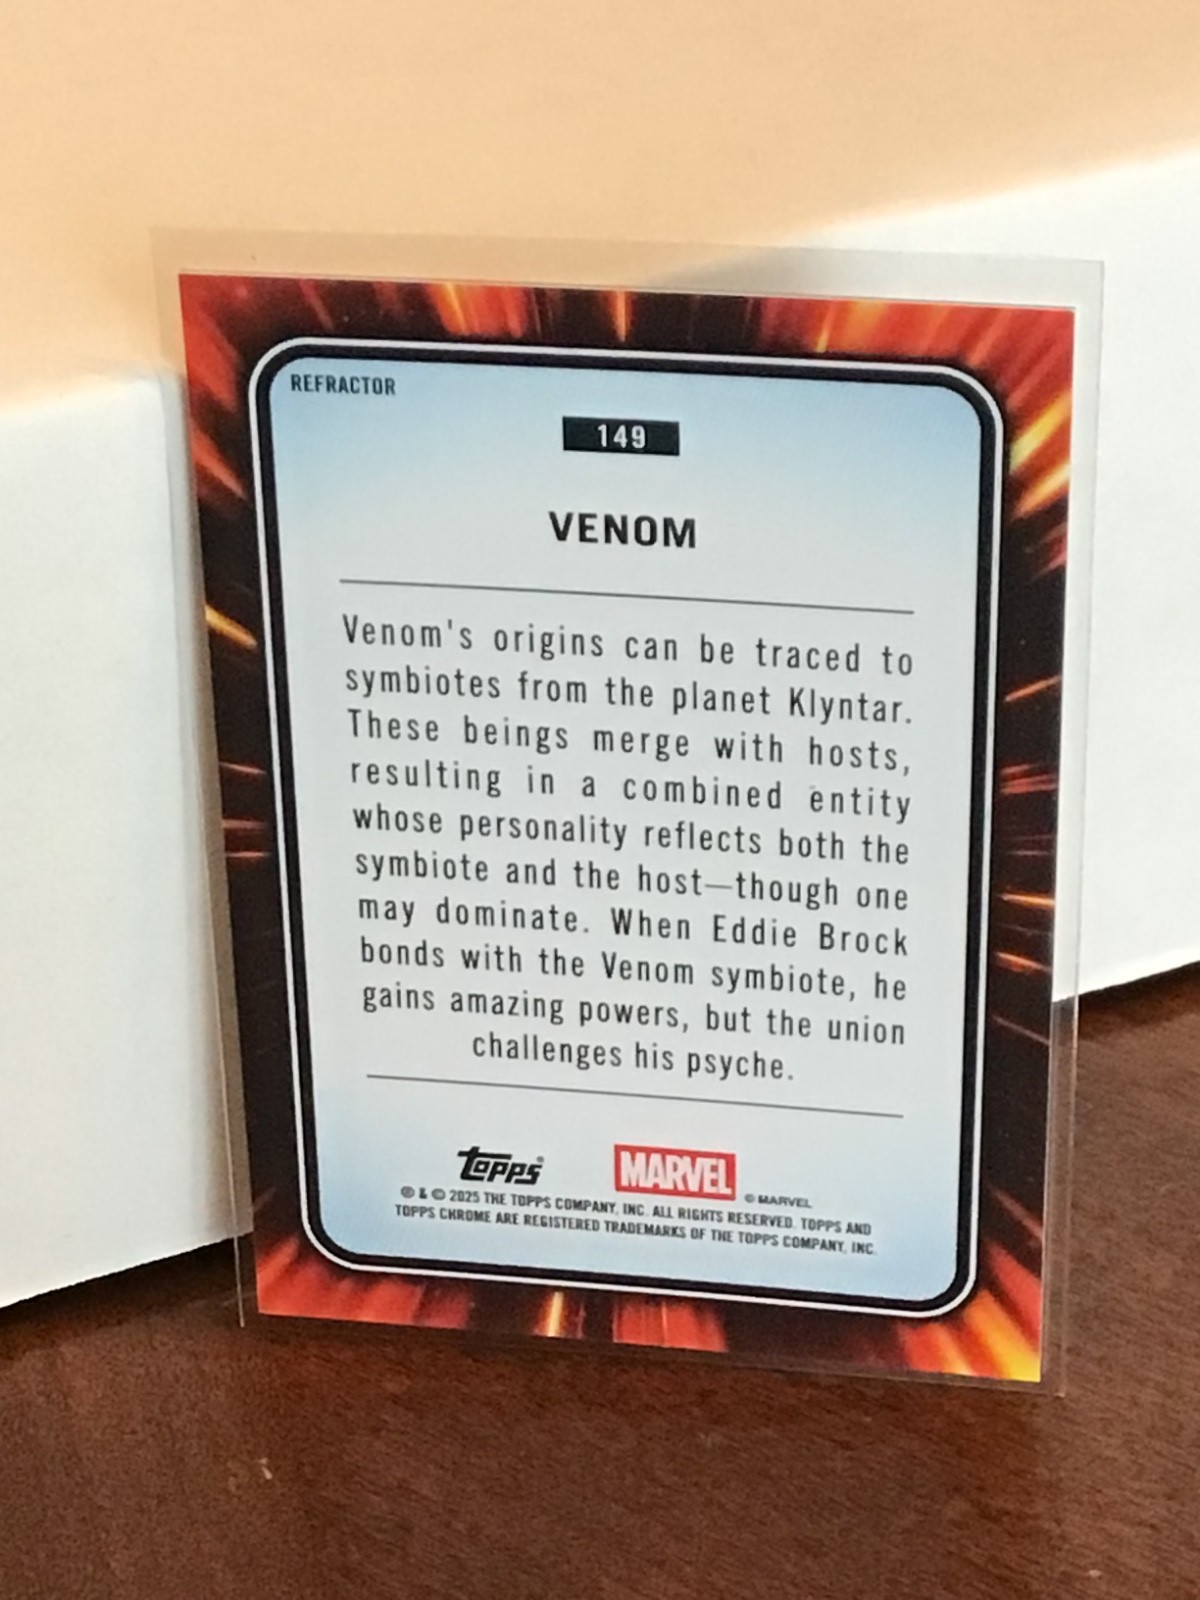 REFRACTOR
149
VENOM
Venom's origins can be traced to
symbiotes from the planet Klyntar.
These beings merge with hosts,
resulting in a combined entity
whose personality reflects both the
symbiote and the host—though one
may dominate. When Eddie Brock
bonds with the Venom symbiote, he
gains amazing powers, but the union
challenges his psyche.
Topps® MARVEL © MARVEL
℗ & © 2025 THE TOPPS COMPANY, INC. ALL RIGHTS RESERVED. TOPPS AND
TOPPS CHROME ARE REGISTERED TRADEMARKS OF THE TOPPS COMPANY, INC.